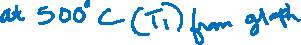 at 500° C (Ti) from graph